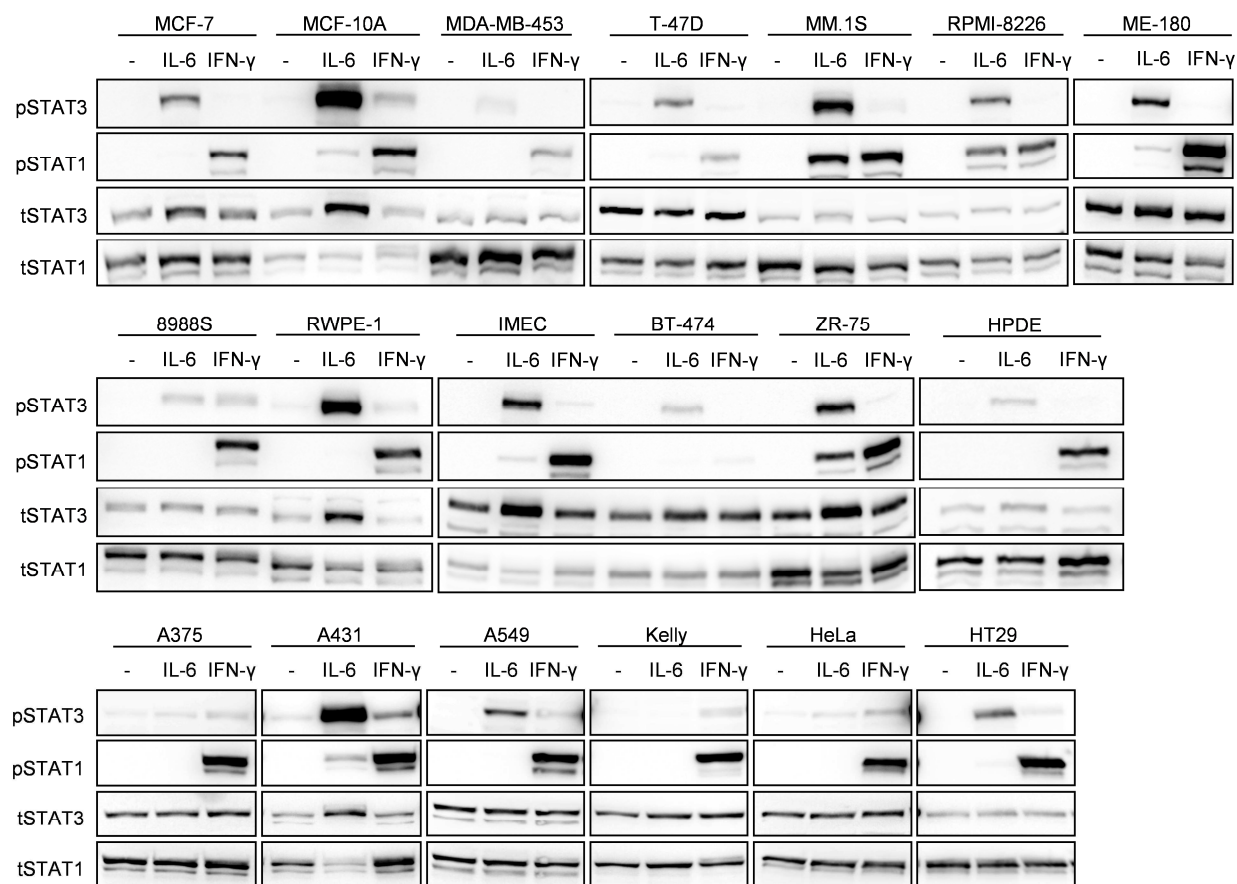 MCF-7 MCF-10A MDA-MB-453 T-47D MM.1S RPMI-8226 ME-180
- IL-6 IFN-γ - IL-6 IFN-γ - IL-6 IFN-γ - IL-6 IFN-γ - IL-6 IFN-γ - IL-6 IFN-γ - IL-6 IFN-γ
pSTAT3
pSTAT1
tSTAT3
tSTAT1
8988S RWPE-1 IMEC BT-474 ZR-75 HPDE
- IL-6 IFN-γ - IL-6 IFN-γ - IL-6 IFN-γ - IL-6 IFN-γ - IL-6 IFN-γ - IL-6 IFN-γ
pSTAT3
pSTAT1
tSTAT3
tSTAT1
A375 A431 A549 Kelly HeLa HT29
- IL-6 IFN-γ - IL-6 IFN-γ - IL-6 IFN-γ - IL-6 IFN-γ - IL-6 IFN-γ - IL-6 IFN-γ
pSTAT3
pSTAT1
tSTAT3
tSTAT1